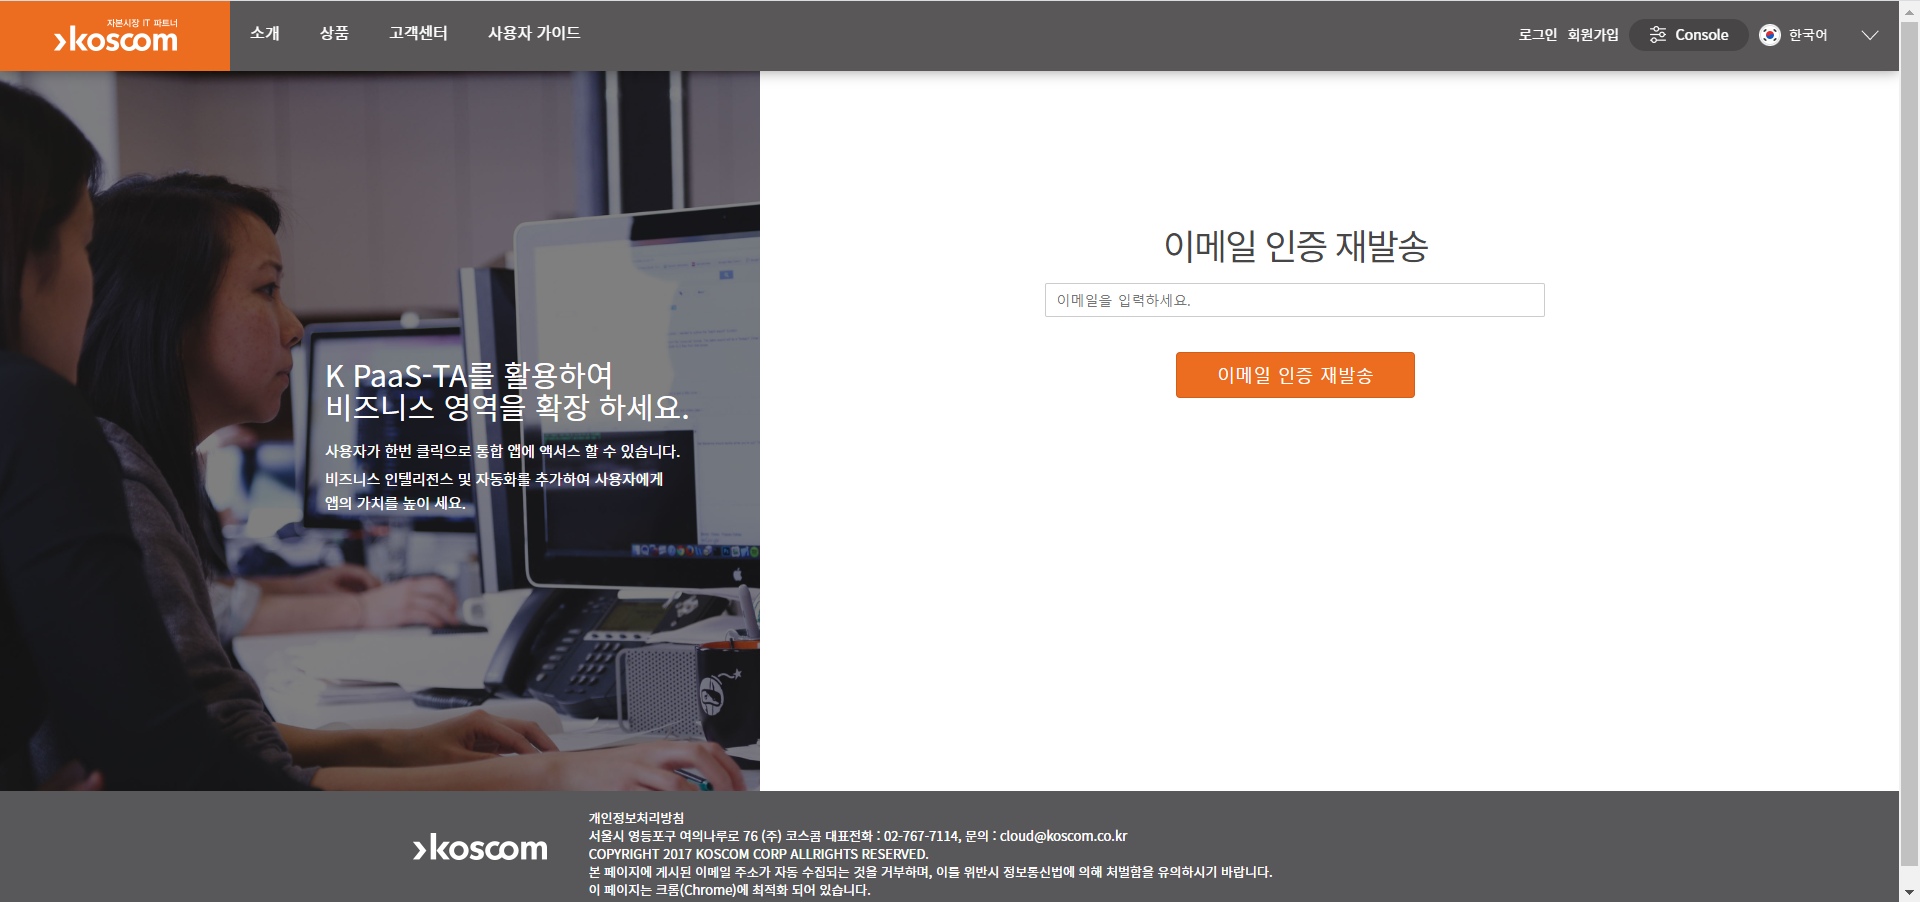 자본시장 IT 파트너
koscom
소개
상품
고객센터
사용자 가이드
로그인
회원가입
Console
한국어
K PaaS-TA를 활용하여
비즈니스 영역을 확장 하세요.
사용자가 한번 클릭으로 통합 앱에 액서스 할 수 있습니다.
비즈니스 인텔리전스 및 자동화를 추가하여 사용자에게
앱의 가치를 높이 세요.
이메일 인증 재발송
이메일을 입력하세요.
이메일 인증 재발송
koscom
개인정보처리방침
서울시 영등포구 여의나루로 76 (주) 코스콤 대표전화 : 02-767-7114, 문의 : cloud@koscom.co.kr
COPYRIGHT 2017 KOSCOM CORP ALLRIGHTS RESERVED.
본 페이지에 게시된 이메일 주소가 자동 수집되는 것을 거부하며, 이를 위반시 정보통신법에 의해 처벌함을 유의하시기 바랍니다.
이 페이지는 크롬(Chrome)에 최적화 되어 있습니다.